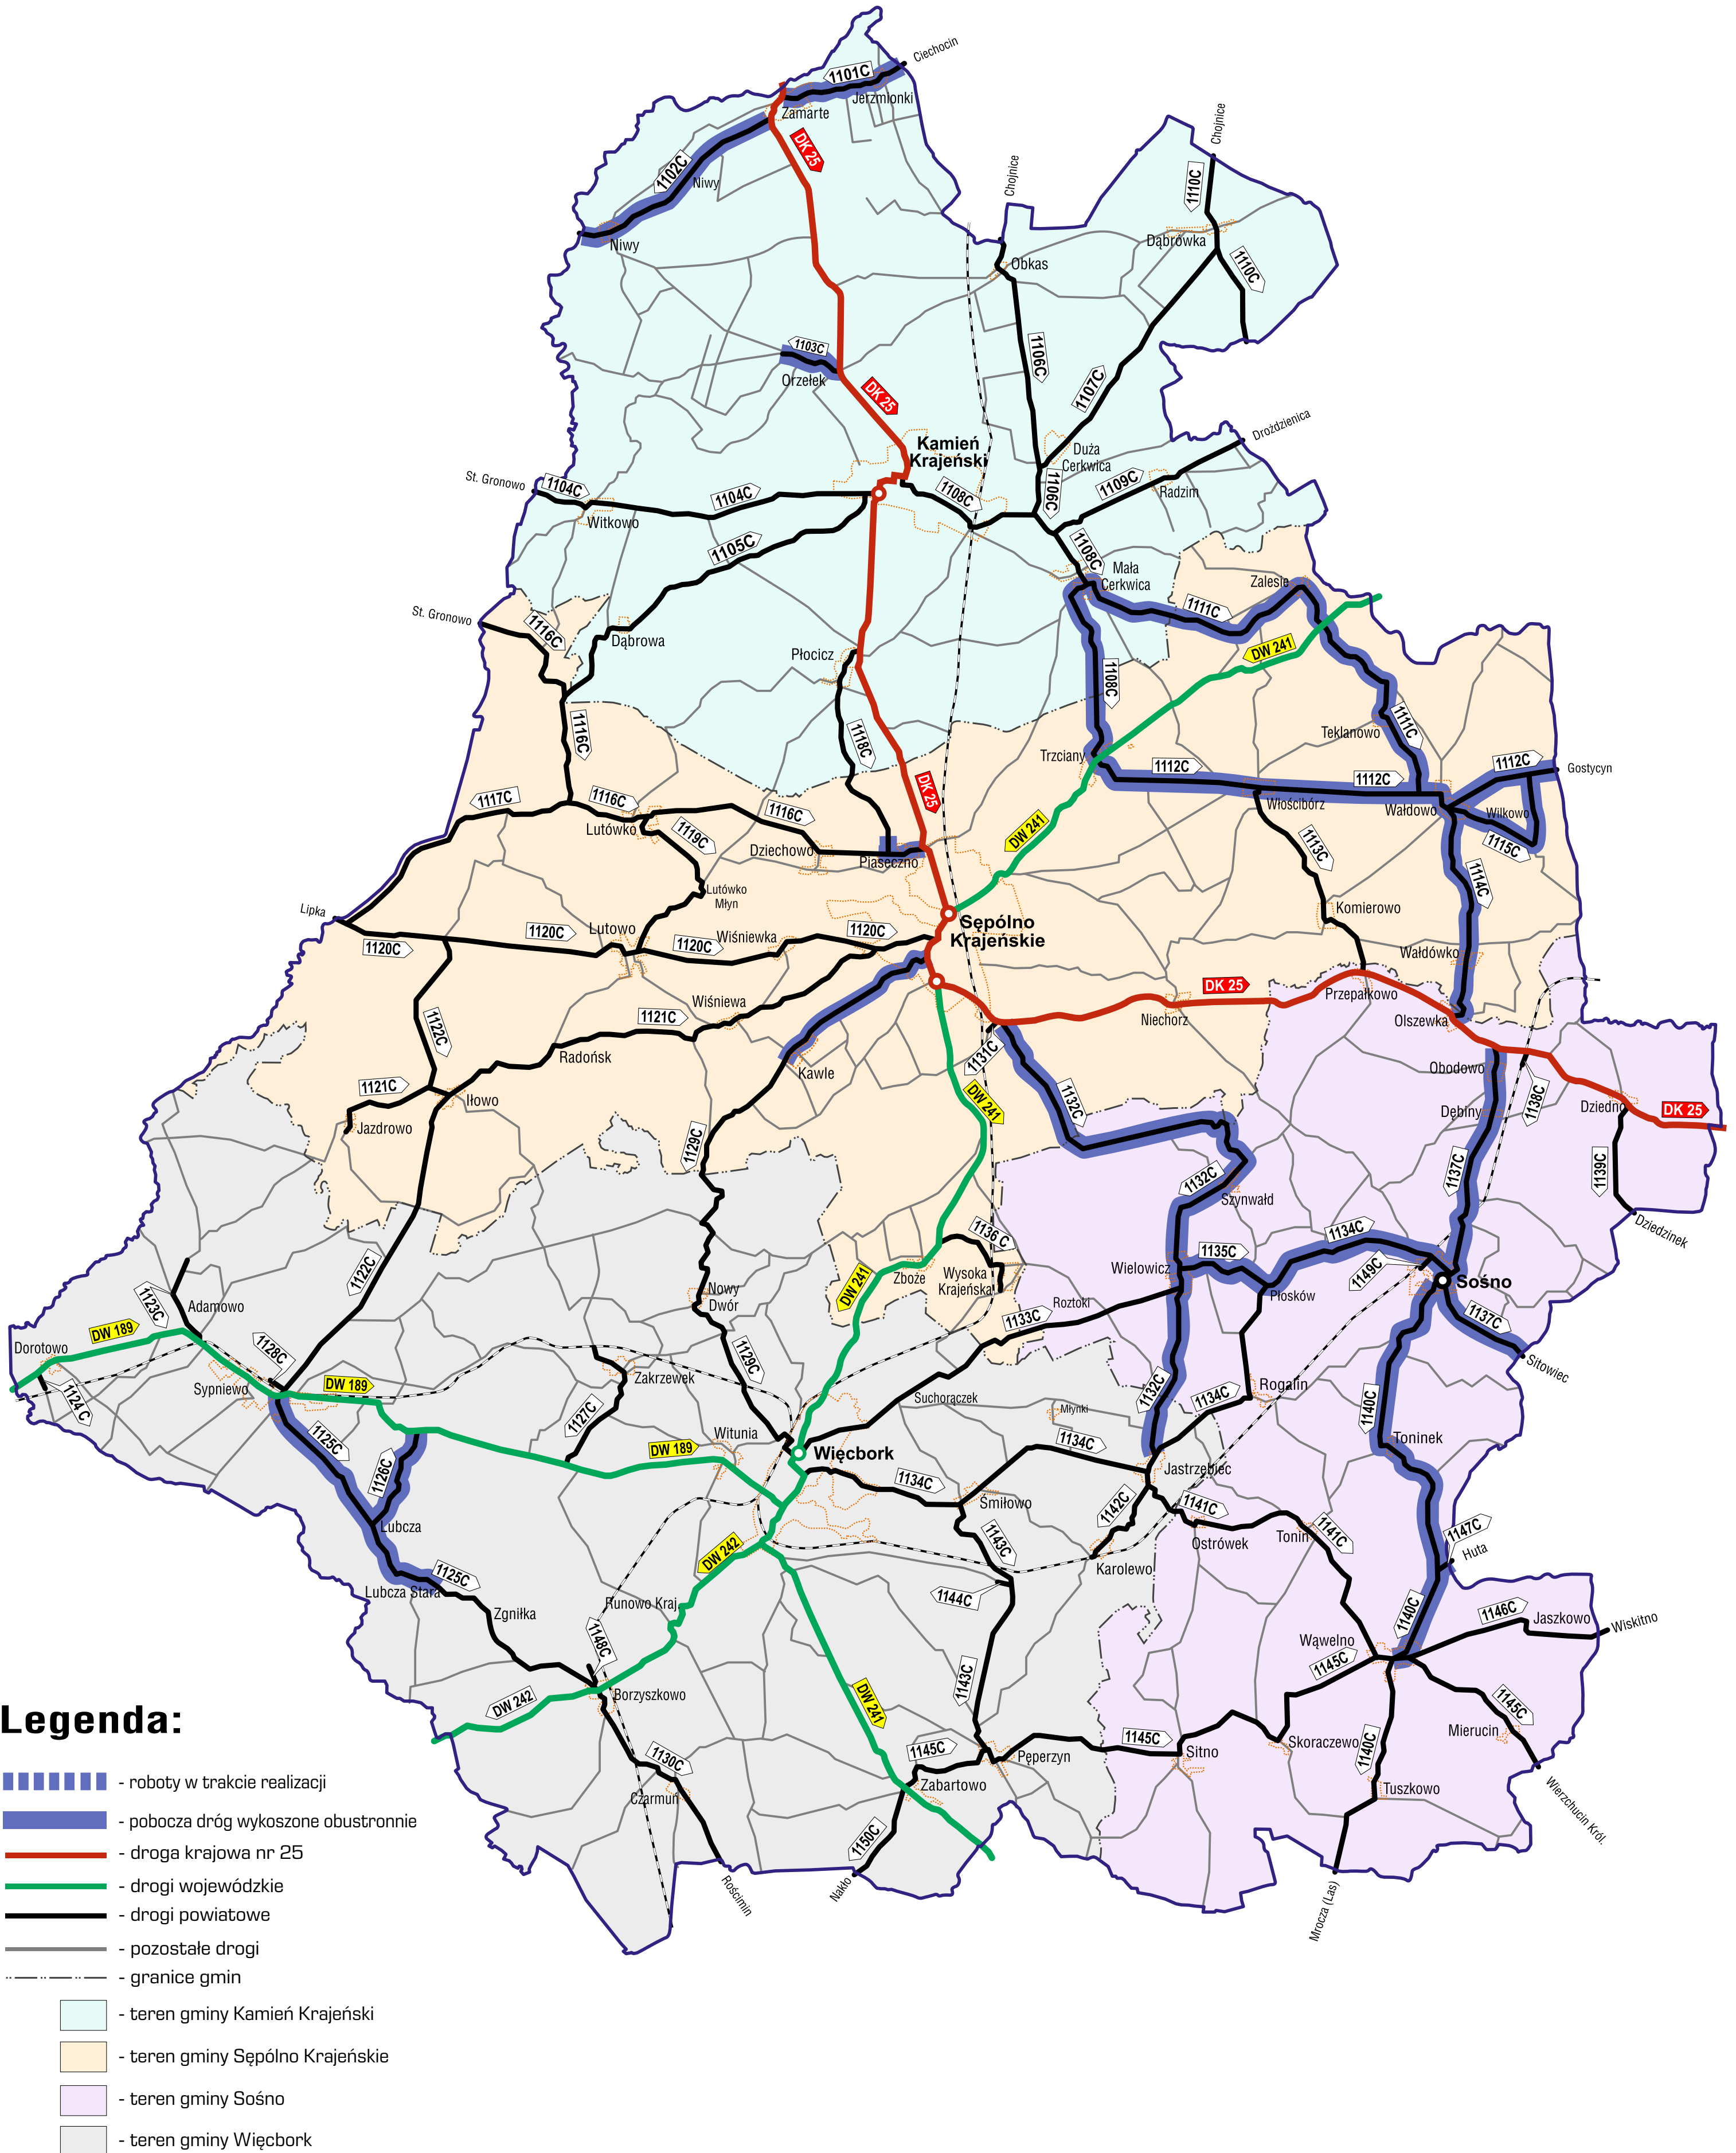 Ciechocin
1101C
Jerzmionki
Zamarte
DK 25
1102C
Niwy
Niwy
Chojnice
Chojnice
1110C
Dąbrówka
1110C
Obkas
1103C
Orzełek
1106C
1107C
DK 25
Kamień
Krajeński
Duża
Cerkwica
Drożdzienica
St. Gronowo
1104C
1104C
Witkowo
1108C
1106C
1109C
Radzim
1105C
1108C
Mała
Cerkwica
Zalesie
1111C
St. Gronowo
1116C
Dąbrowa
Płocicz
DW 241
1108C
1116C
1118C
Teklanowo
1111C
Trzciany
1112C
1112C
1112C
Gostycyn
DK 25
1117C
1116C
1116C
Lutówko
1119C
Włościbórz
Wałdowo
Wilkowo
1115C
DW 241
Dziechowo
Piaseczno
1113C
1114C
Lutówko
Młyn
Lipka
Komierowo
Sępólno
Krajeńskie
1120C
1120C
Lutowo
1120C
Wiśniewka
1120C
Wałdówko
DK 25
Przepałkowo
Wiśniewa
1121C
1122C
Niechorz
Olszewka
Radońsk
1131C
Kawle
Obodowo
1121C
Iłowo
Jazdrowo
DW 241
1132C
Dębiny
1138C
Dziedno
DK 25
1129C
1132C
Szynwałd
1137C
1139C
Dziedzinek
1136 C
1134C
1135C
Wielowicz
1122C
Zboże
Wysoka
Krajeńska
1149C
Sośno
Płosków
1123C
Adamowo
Nowy
Dwór
DW 241
Roztoki
1133C
1137C
DW 189
Dorotowo
1128C
1129C
Sitowiec
1124 C
Sypniewo
DW 189
Zakrzewek
Suchorączek
1132C
1134C
Rogalin
1127C
Młynki
1140C
1125C
1126C
Witunia
DW 189
Więcbork
1134C
Toninek
1134C
Jastrzębiec
Śmiłowo
1142C
1141C
Lubcza
Ostrówek
Tonin
1141C
1147C
Huta
DW 242
1143C
Karolewo
1125C
Lubcza Stara
1144C
Zgniłka
Runowo Kraj.
1140C
1146C
Jaszkowo
Wiskitno
1148C
Wąwelno
1145C
1143C
DW 242
Borzyszkowo
DW 241
1145C
Mierucin
1145C
1145C
Skoraczewo
1140C
1130C
Pęperzyn
Sitno
Zabartowo
Czarmuń
Tuszkowo
Wierzchucin Król.
1150C
Nakło
Rościmin
Mrocza (Las)
Legenda:
- roboty w trakcie realizacji
- pobocza dróg wykoszone obustronnie
- droga krajowa nr 25
- drogi wojewódzkie
- drogi powiatowe
- pozostałe drogi
- granice gmin
- teren gminy Kamień Krajeński
- teren gminy Sępólno Krajeńskie
- teren gminy Sośno
- teren gminy Więcbork